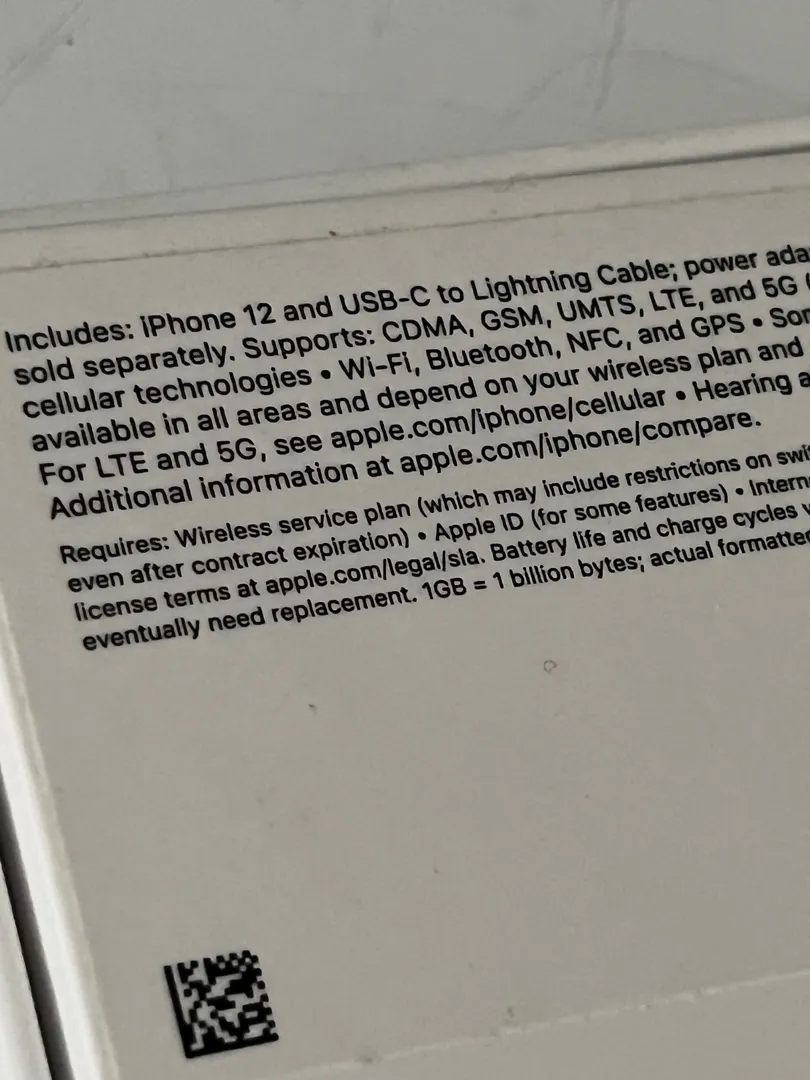 Includes: iPhone 12 and USB-C to Lightning Cable; power ada
sold separately. Supports: CDMA, GSM, UMTS, LTE, and 5G (
cellular technologies • Wi-Fi, Bluetooth, NFC, and GPS • Som
available in all areas and depend on your wireless plan and
For LTE and 5G, see apple.com/iphone/cellular • Hearing a
Additional information at apple.com/iphone/compare.
Requires: Wireless service plan (which may include restrictions on swi
even after contract expiration) • Apple ID (for some features) • Intern
license terms at apple.com/legal/sla. Battery life and charge cycles v
eventually need replacement. 1GB = 1 billion bytes; actual formatted